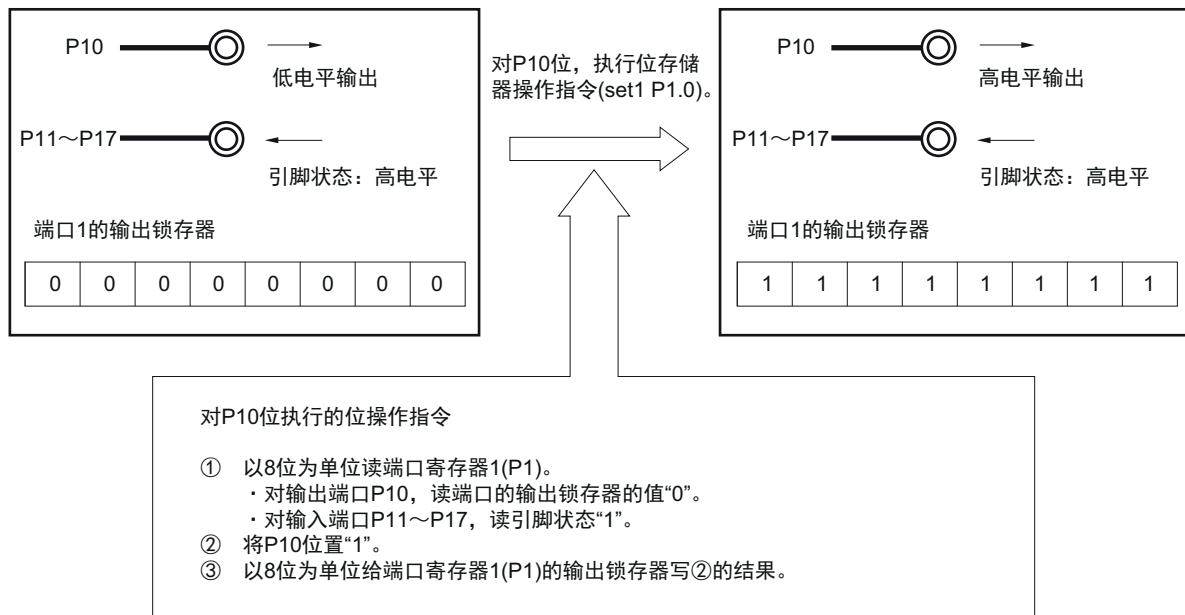 P10
低电平输出
P11～P17
引脚状态：高电平
端口1的输出锁存器
0 0 0 0 0 0 0 0
对P10位，执行位存储
器操作指令(set1 P1.0)。
P10
高电平输出
P11～P17
引脚状态：高电平
端口1的输出锁存器
1 1 1 1 1 1 1 1
对P10位执行的位操作指令
① 以8位为单位读端口寄存器1(P1)。
・对输出端口P10，读端口的输出锁存器的值“0”。
・对输入端口P11～P17，读引脚状态“1”。
② 将P10位置“1”。
③ 以8位为单位给端口寄存器1(P1)的输出锁存器写②的结果。